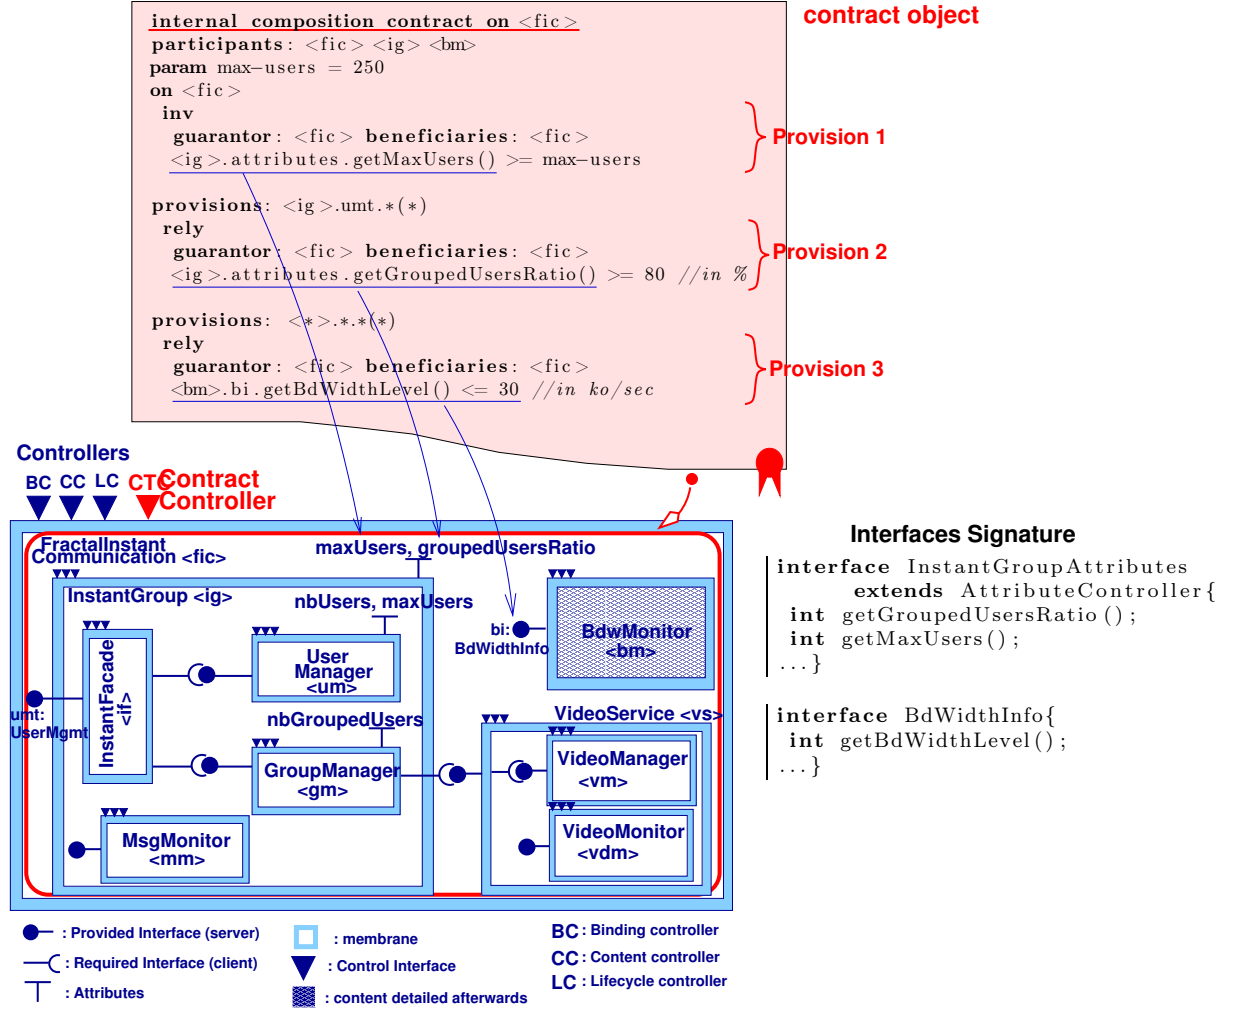 contract object
internal composition contract on <fic>
participants: <fic> <ig> <bm>
param max-users = 250
on <fic>
inv
guarantor: <fic> beneficiaries: <fic>
<ig>.attributes.getMaxUsers() >= max-users
Provision 1
provisions: <ig>.umt.*(*)
rely
guarantor: <fic> beneficiaries: <fic>
<ig>.attributes.getGroupedUsersRatio() >= 80 //in %
Provision 2
provisions: <*>.*.*(*)
rely
guarantor: <fic> beneficiaries: <fic>
<bm>.bi.getBdWidthLevel() <= 30 //in ko/sec
Provision 3
Controllers
BC CC LC CTC
Contract
Controller
FractalInstant
Communication <fic>
maxUsers, groupedUsersRatio
InstantGroup <ig>
nbUsers, maxUsers
InstantFacade
<if>
User
Manager
<um>
bi:
BdWidthInfo
BdwMonitor
<bm>
umt:
UserMgmt
nbGroupedUsers
VideoService <vs>
GroupManager
<gm>
VideoManager
<vm>
MsgMonitor
<mm>
VideoMonitor
<vdm>
Interfaces Signature
interface InstantGroupAttributes
extends AttributeController{
int getGroupedUsersRatio();
int getMaxUsers();
...}
interface BdWidthInfo{
int getBdWidthLevel();
...}
: Provided Interface (server)
: Required Interface (client)
: Attributes
: membrane
: Control Interface
: content detailed afterwards
BC : Binding controller
CC : Content controller
LC : Lifecycle controller